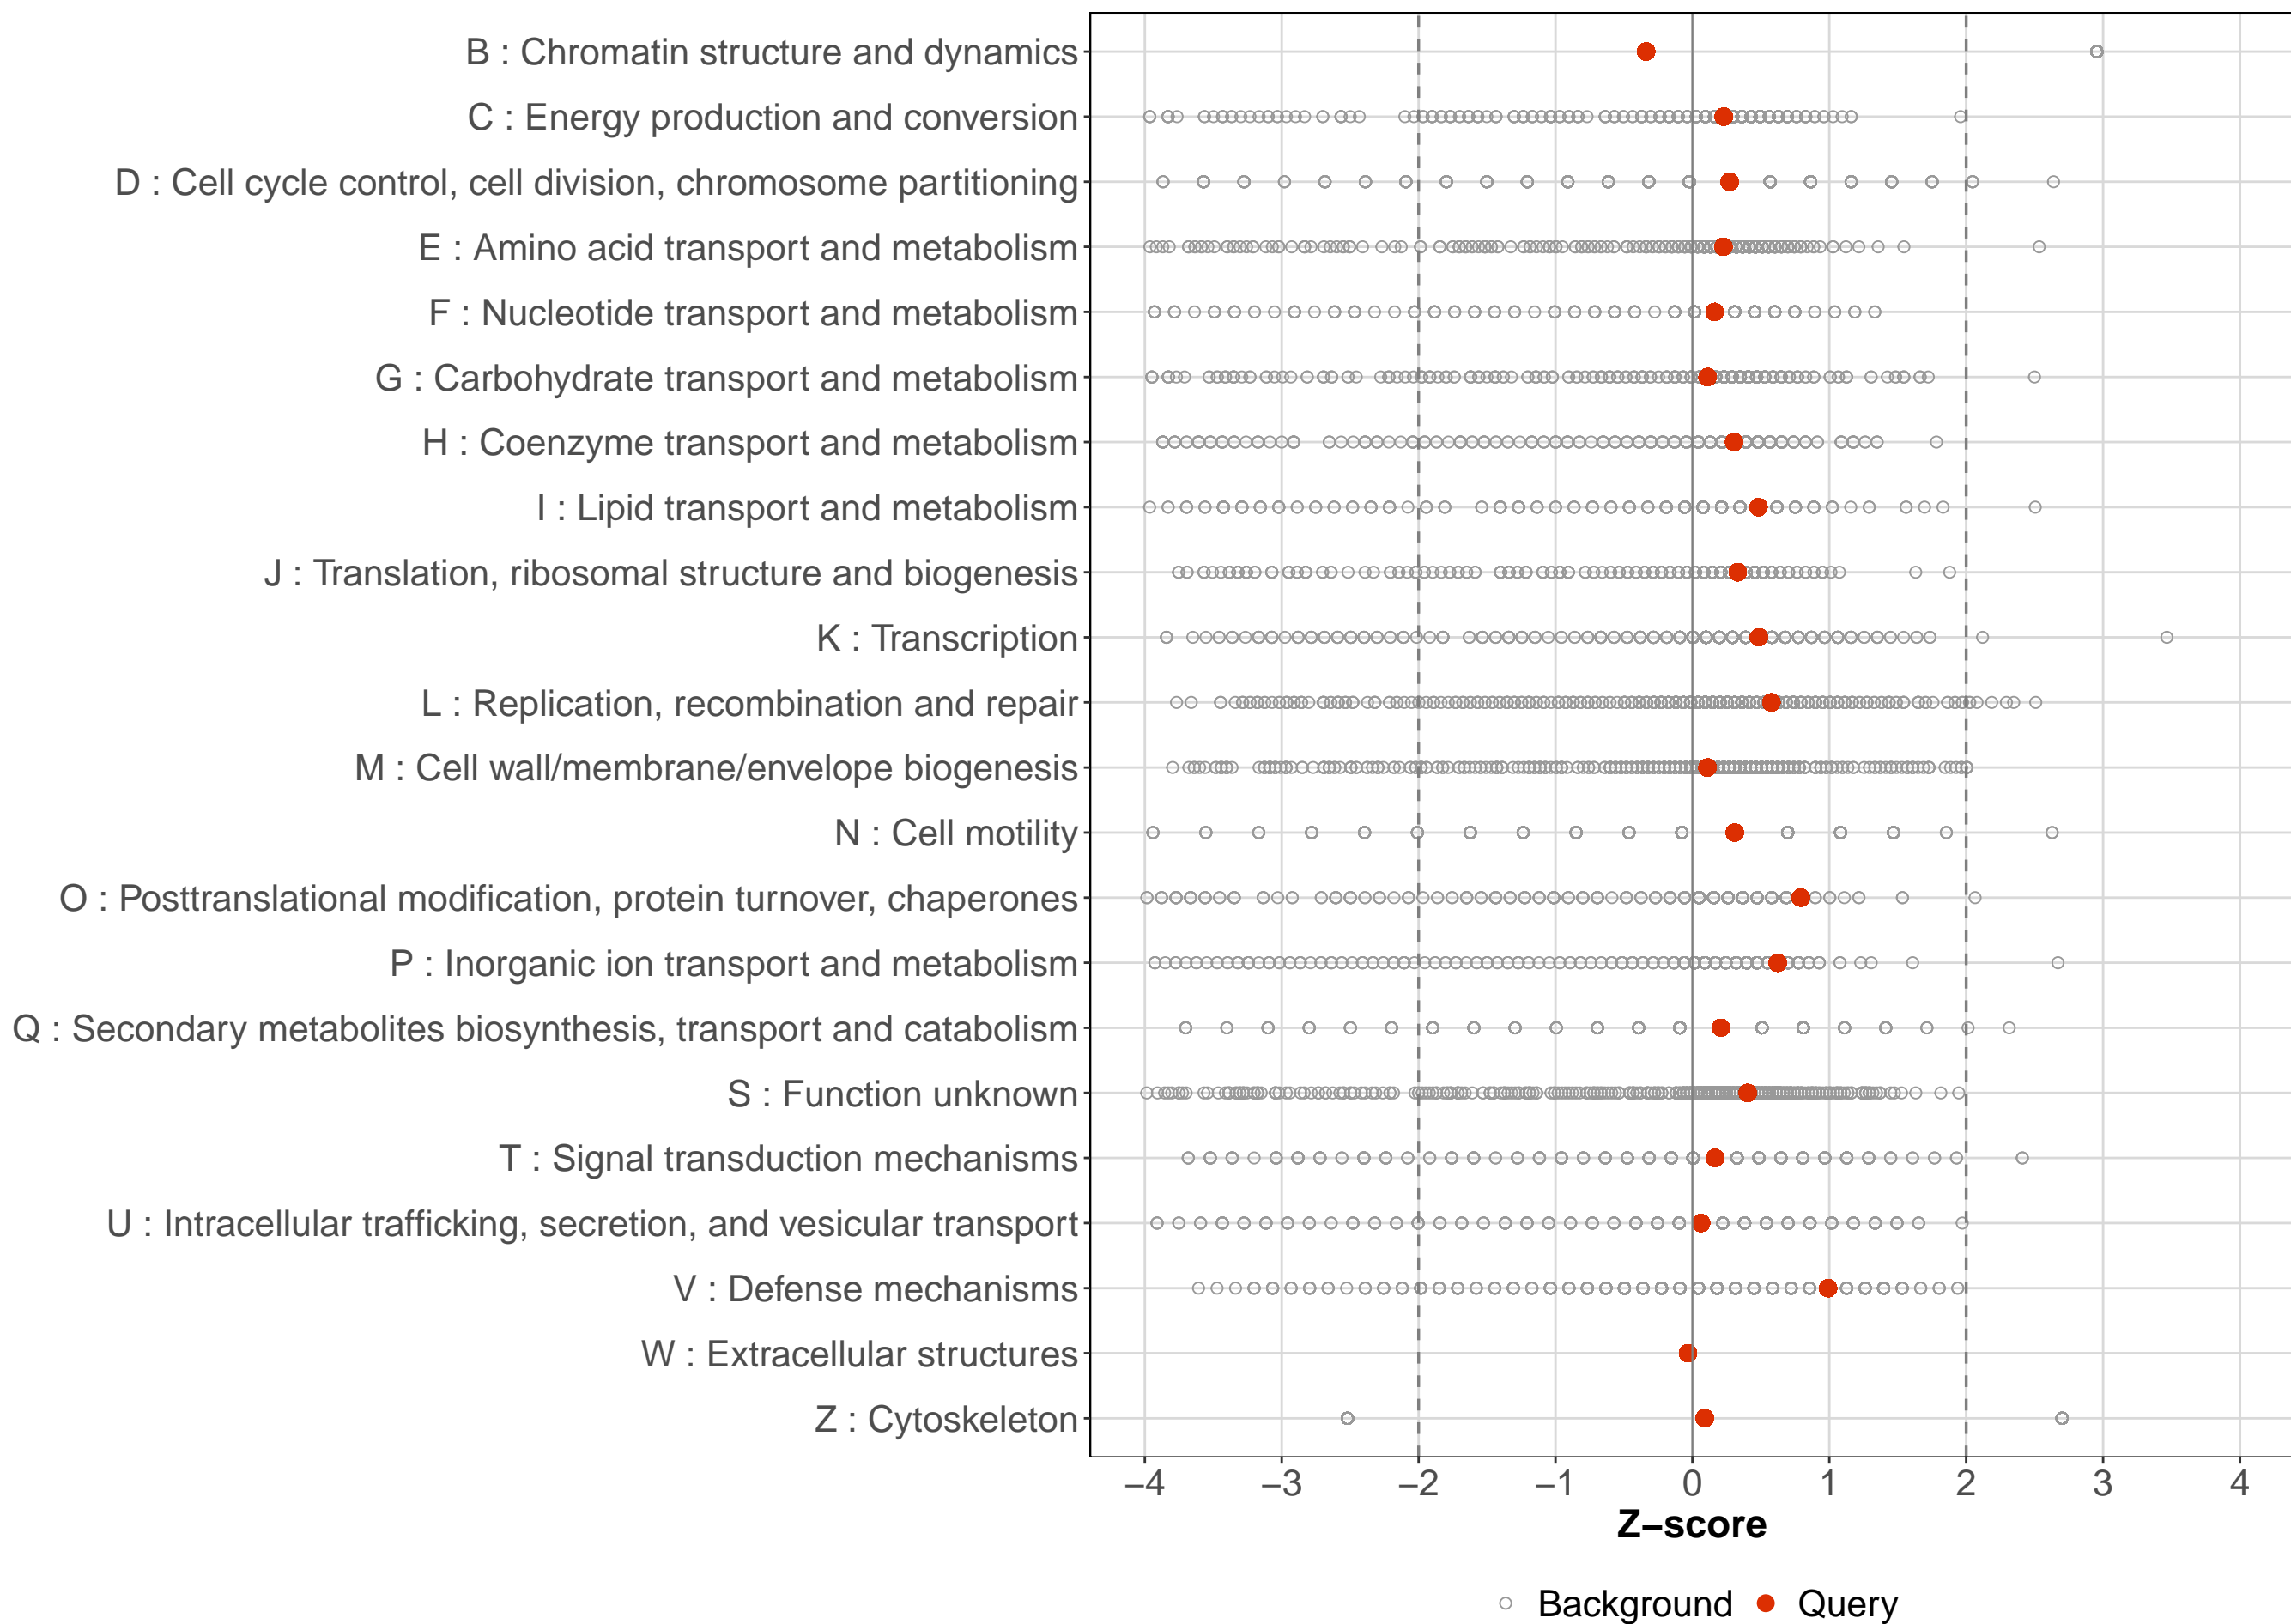 B : Chromatin structure and dynamics
C : Energy production and conversion
D : Cell cycle control, cell division, chromosome partitioning
E : Amino acid transport and metabolism
F : Nucleotide transport and metabolism
G : Carbohydrate transport and metabolism
H : Coenzyme transport and metabolism
I : Lipid transport and metabolism
J : Translation, ribosomal structure and biogenesis
K : Transcription
L : Replication, recombination and repair
M : Cell wall/membrane/envelope biogenesis
N : Cell motility
O : Posttranslational modification, protein turnover, chaperones
P : Inorganic ion transport and metabolism
Q : Secondary metabolites biosynthesis, transport and catabolism
S : Function unknown
T : Signal transduction mechanisms
U : Intracellular trafficking, secretion, and vesicular transport
V : Defense mechanisms
W : Extracellular structures
Z : Cytoskeleton
−4 −3 −2 −1 0 1 2 3 4
Z−score
Background Query